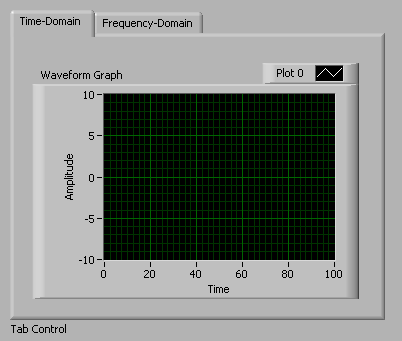 Time-Domain
Frequency-Domain
Waveform Graph
Plot 0
10
5
0
-5
-10
Amplitude
0 20 40 60 80 100
Time
Tab Control